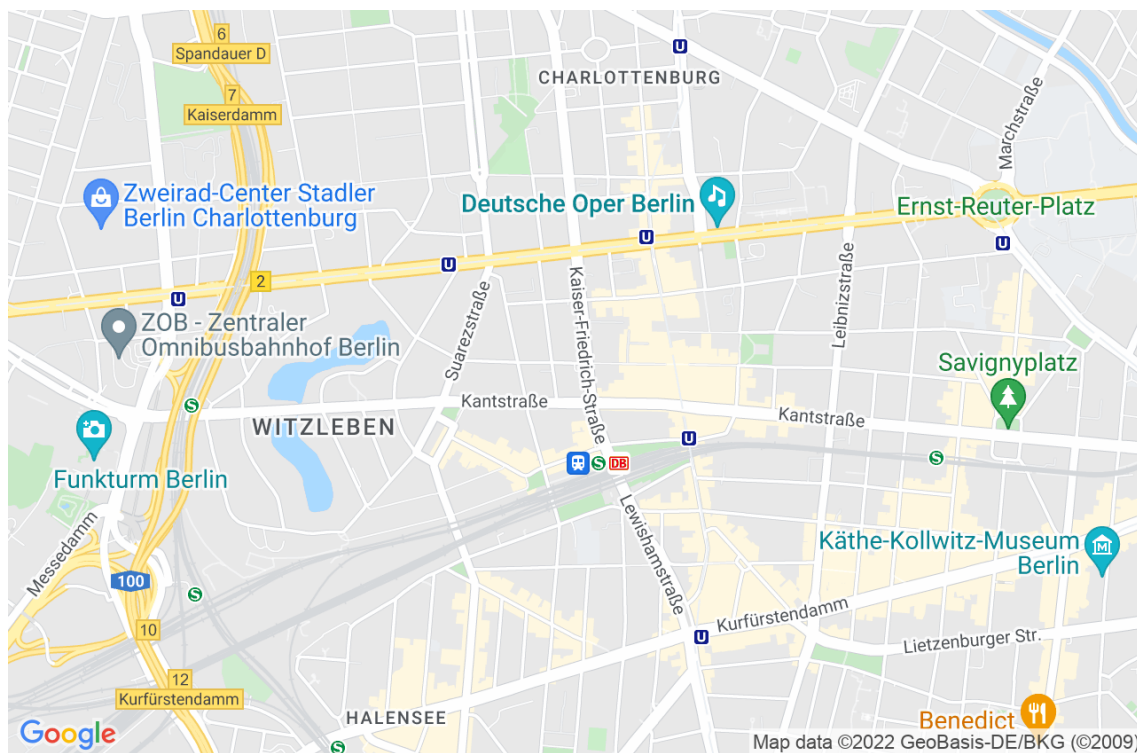 6
Spandauer D
7
Kaiserdamm
CHARLOTTENBURG
U
Marchstraße
Zweirad-Center Stadler
Berlin Charlottenburg
Deutsche Oper Berlin
Ernst-Reuter-Platz
U
U
U
2
U
ZOB - Zentraler
Omnibusbahnhof Berlin
Suarezstraße
Kaiser-Friedrich-Straße
Leibnizstraße
Savignyplatz
S
Kantstraße
Kantstraße
WITZLEBEN
U
Funkturm Berlin
S
DB
S
Messedamm
Lewishamstraße
Käthe-Kollwitz-Museum
Berlin
100
S
Kurfürstendamm
10
U
Lietzenburger Str.
12
Kurfürstendamm
HALENSEE
Benedict
Google
S
Map data ©2022 GeoBasis-DE/BKG (©2009)